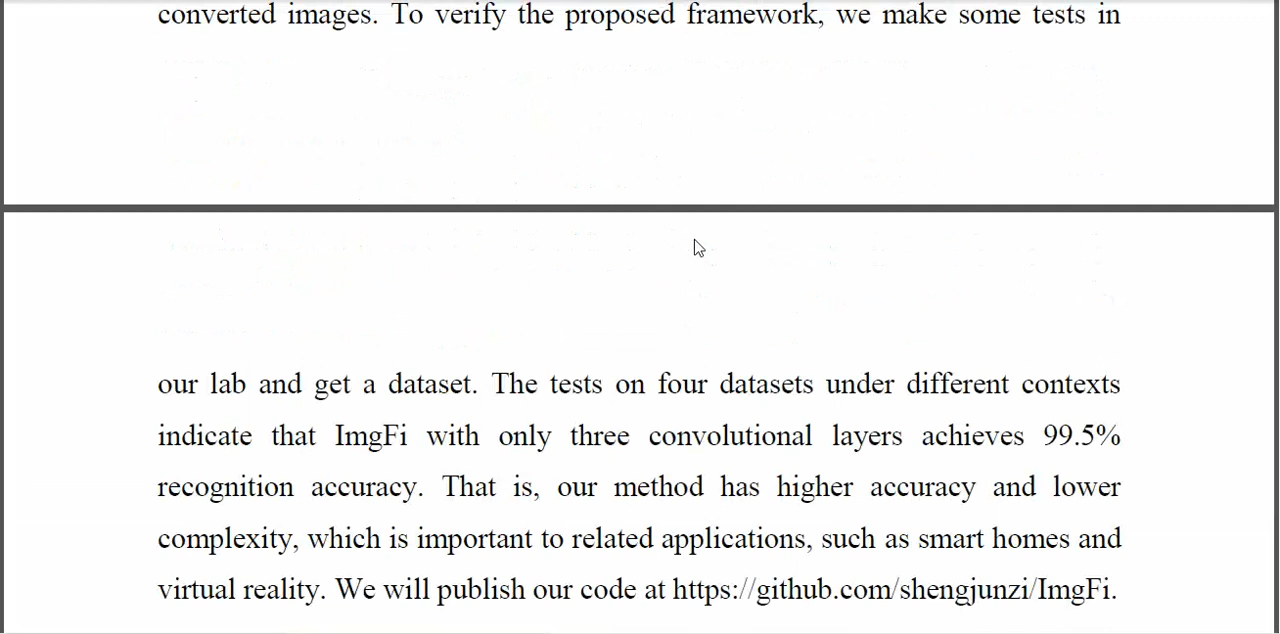 converted images. To verify the proposed framework, we make some tests in
our lab and get a dataset. The tests on four datasets under different contexts
indicate that ImgFi with only three convolutional layers achieves 99.5%
recognition accuracy. That is, our method has higher accuracy and lower
complexity, which is important to related applications, such as smart homes and
virtual reality. We will publish our code at https://github.com/shengjunzi/ImgFi.